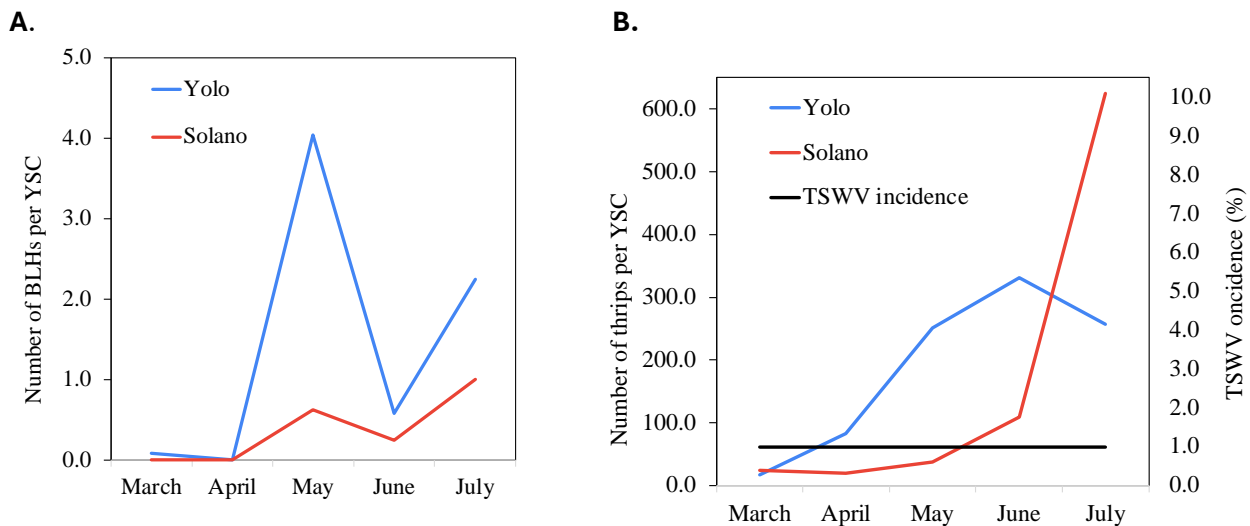 A.
Number of BLHs per YSC
5.0
4.0
3.0
2.0
1.0
0.0
Yolo
Solano
March April May June July
B.
Number of thrips per YSC
600.0
500.0
400.0
300.0
200.0
100.0
0.0
Yolo
Solano
TSWV incidence
10.0
9.0
8.0
7.0
6.0
5.0
4.0
3.0
2.0
1.0
0.0
TSWV oncidence (%)
March April May June July